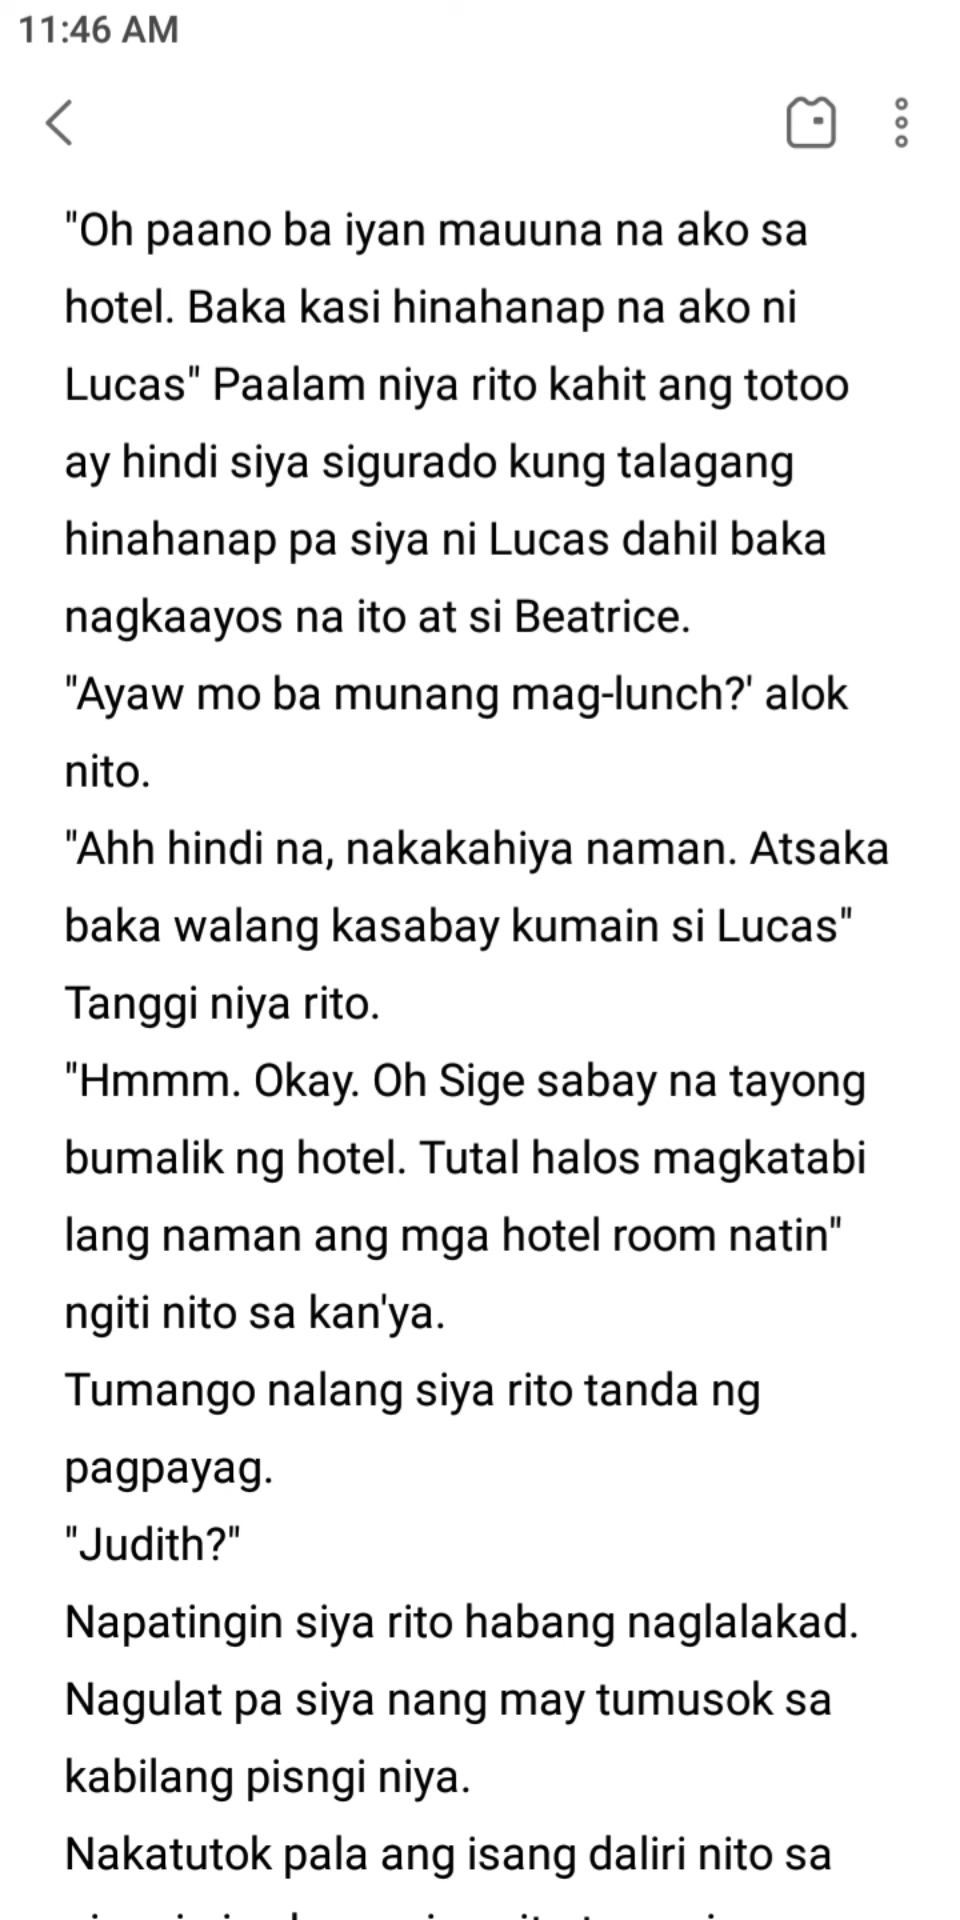 11:46 AM
"Oh paano ba iyan mauuna na ako sa
hotel. Baka kasi hinahanap na ako ni
Lucas" Paalam niya rito kahit ang totoo
ay hindi siya sigurado kung talagang
hinahanap pa siya ni Lucas dahil baka
nagkaayos na ito at si Beatrice.
"Ayaw mo ba munang mag-lunch?' alok
nito.
"Ahh hindi na, nakakahiya naman. Atsaka
baka walang kasabay kumain si Lucas"
Tanggi niya rito.
"Hmmm. Okay. Oh Sige sabay na tayong
bumalik ng hotel. Tutal halos magkatabi
lang naman ang mga hotel room natin"
ngiti nito sa kan'ya.
Tumango nalang siya rito tanda ng
pagpayag.
"Judith?"
Napatingin siya rito habang naglalakad.
Nagulat pa siya nang may tumusok sa
kabilang pisngi niya.
Nakatutok pala ang isang daliri nito sa